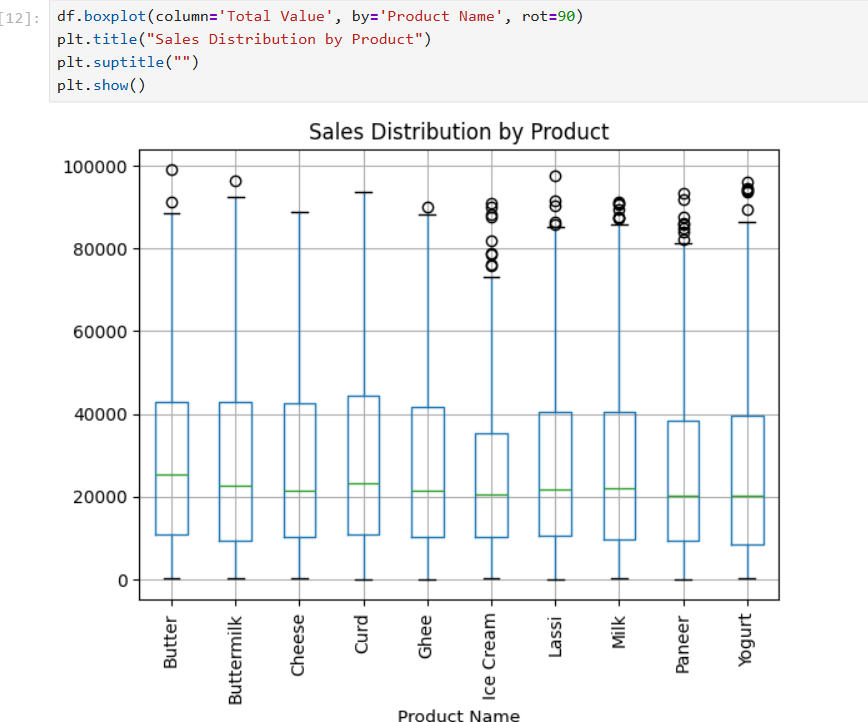 [12]:
df.boxplot(column='Total Value', by='Product Name', rot=90)
plt.title("Sales Distribution by Product")
plt.suptitle("")
plt.show()
Sales Distribution by Product
100000
80000
60000
40000
20000
0
Butter
Buttermilk
Cheese
Curd
Ghee
Ice Cream
Lassi
Milk
Paneer
Yogurt
Product Name